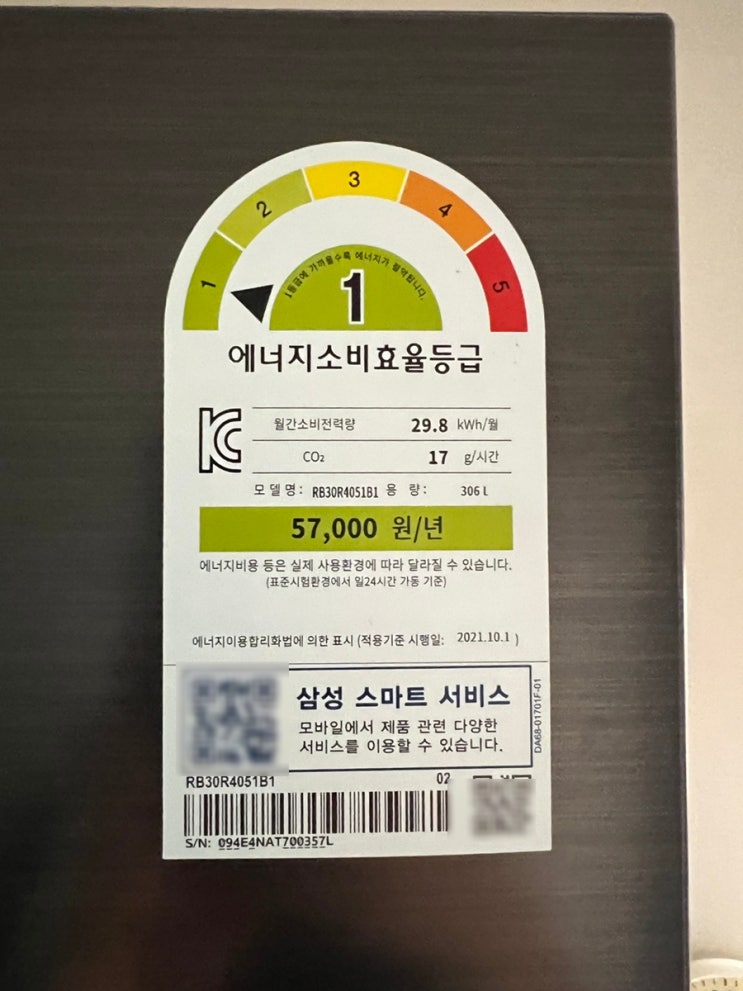 1
2
3
4
5
1등급에 가까울수록 에너지가 절약됩니다.
1
에너지소비효율등급
월간소비전력량 29.8 kWh/월
CO₂ 17 g/시간
모델명: RB30R4051B1 용 량: 306 L
57,000 원/년
에너지비용 등은 실제 사용환경에 따라 달라질 수 있습니다.
(표준시험환경에서 일24시간 가동 기준)
에너지이용합리화법에 의한 표시 (적용기준 시행일: 2021.10.1 )
삼성 스마트 서비스
모바일에서 제품 관련 다양한
서비스를 이용할 수 있습니다.
DA68-01701F-01
RB30R4051B1 02
S/N: 094E4NAT700357L